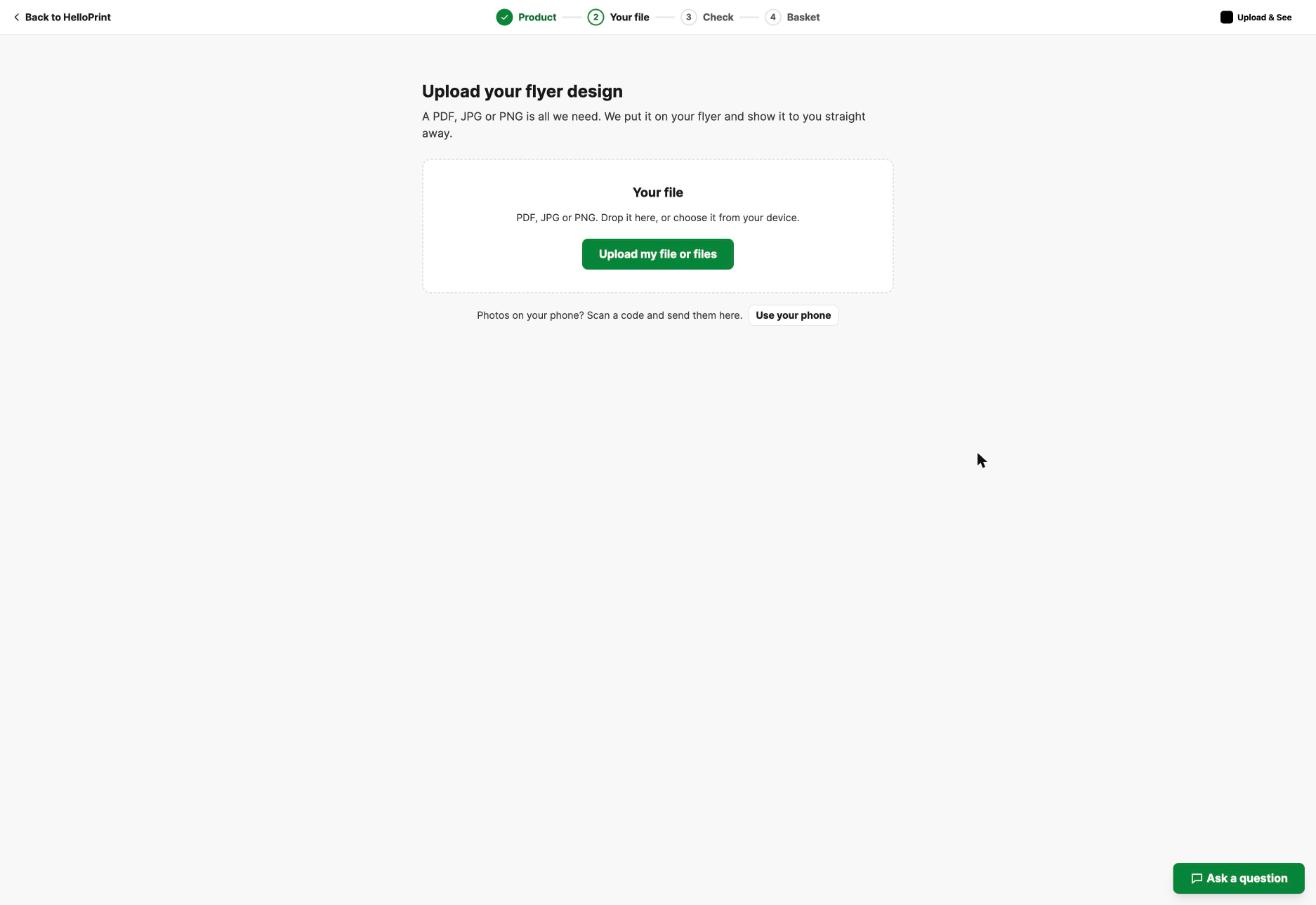 Back to HelloPrint
Product
2 Your file
3 Check
4 Basket
Upload & See
Upload your flyer design
A PDF, JPG or PNG is all we need. We put it on your flyer and show it to you straight
away.
Your file
PDF, JPG or PNG. Drop it here, or choose it from your device.
Upload my file or files
Photos on your phone? Scan a code and send them here.
Use your phone
Ask a question